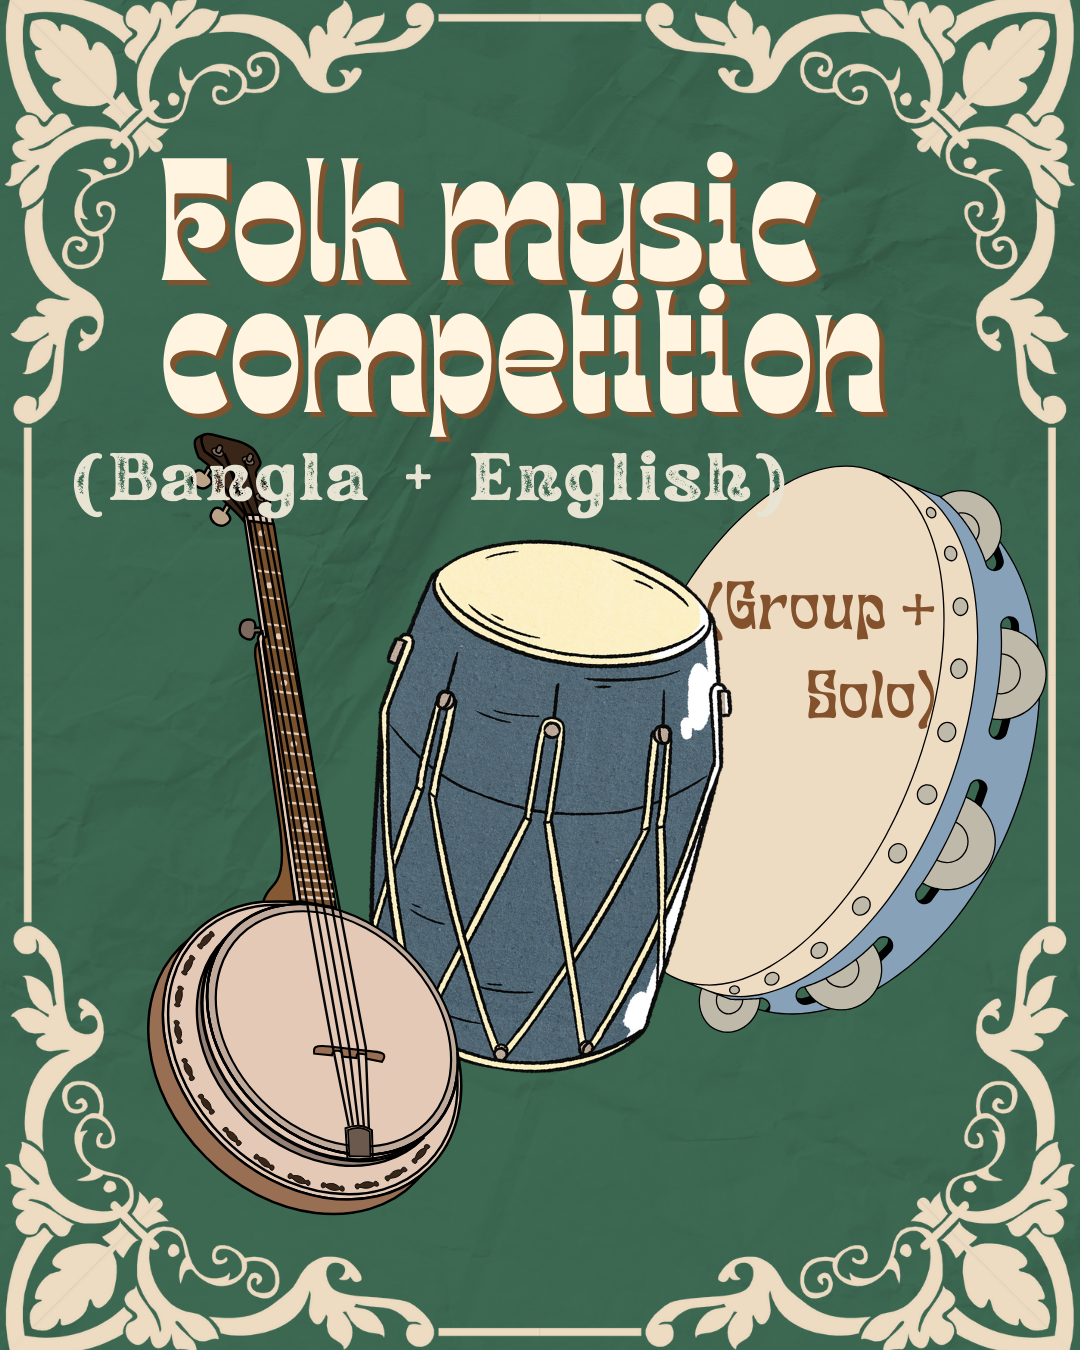 Folk music
competition
(Bangla + English)
(Group +
Solo)